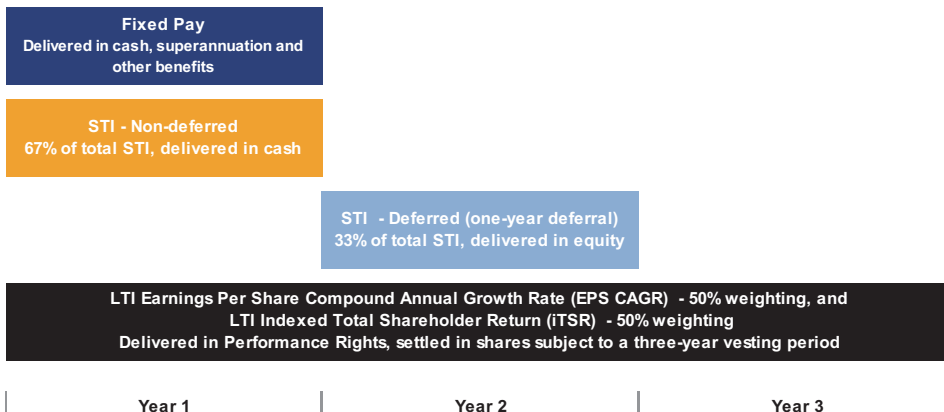 Fixed Pay
Delivered in cash, superannuation and
other benefits
STI - Non-deferred
67% of total STI, delivered in cash
STI - Deferred (one-year deferral)
33% of total STI, delivered in equity
LTI Earnings Per Share Compound Annual Growth Rate (EPS CAGR) - 50% weighting, and
LTI Indexed Total Shareholder Return (iTSR) - 50% weighting
Delivered in Performance Rights, settled in shares subject to a three-year vesting period
Year 1 Year 2 Year 3